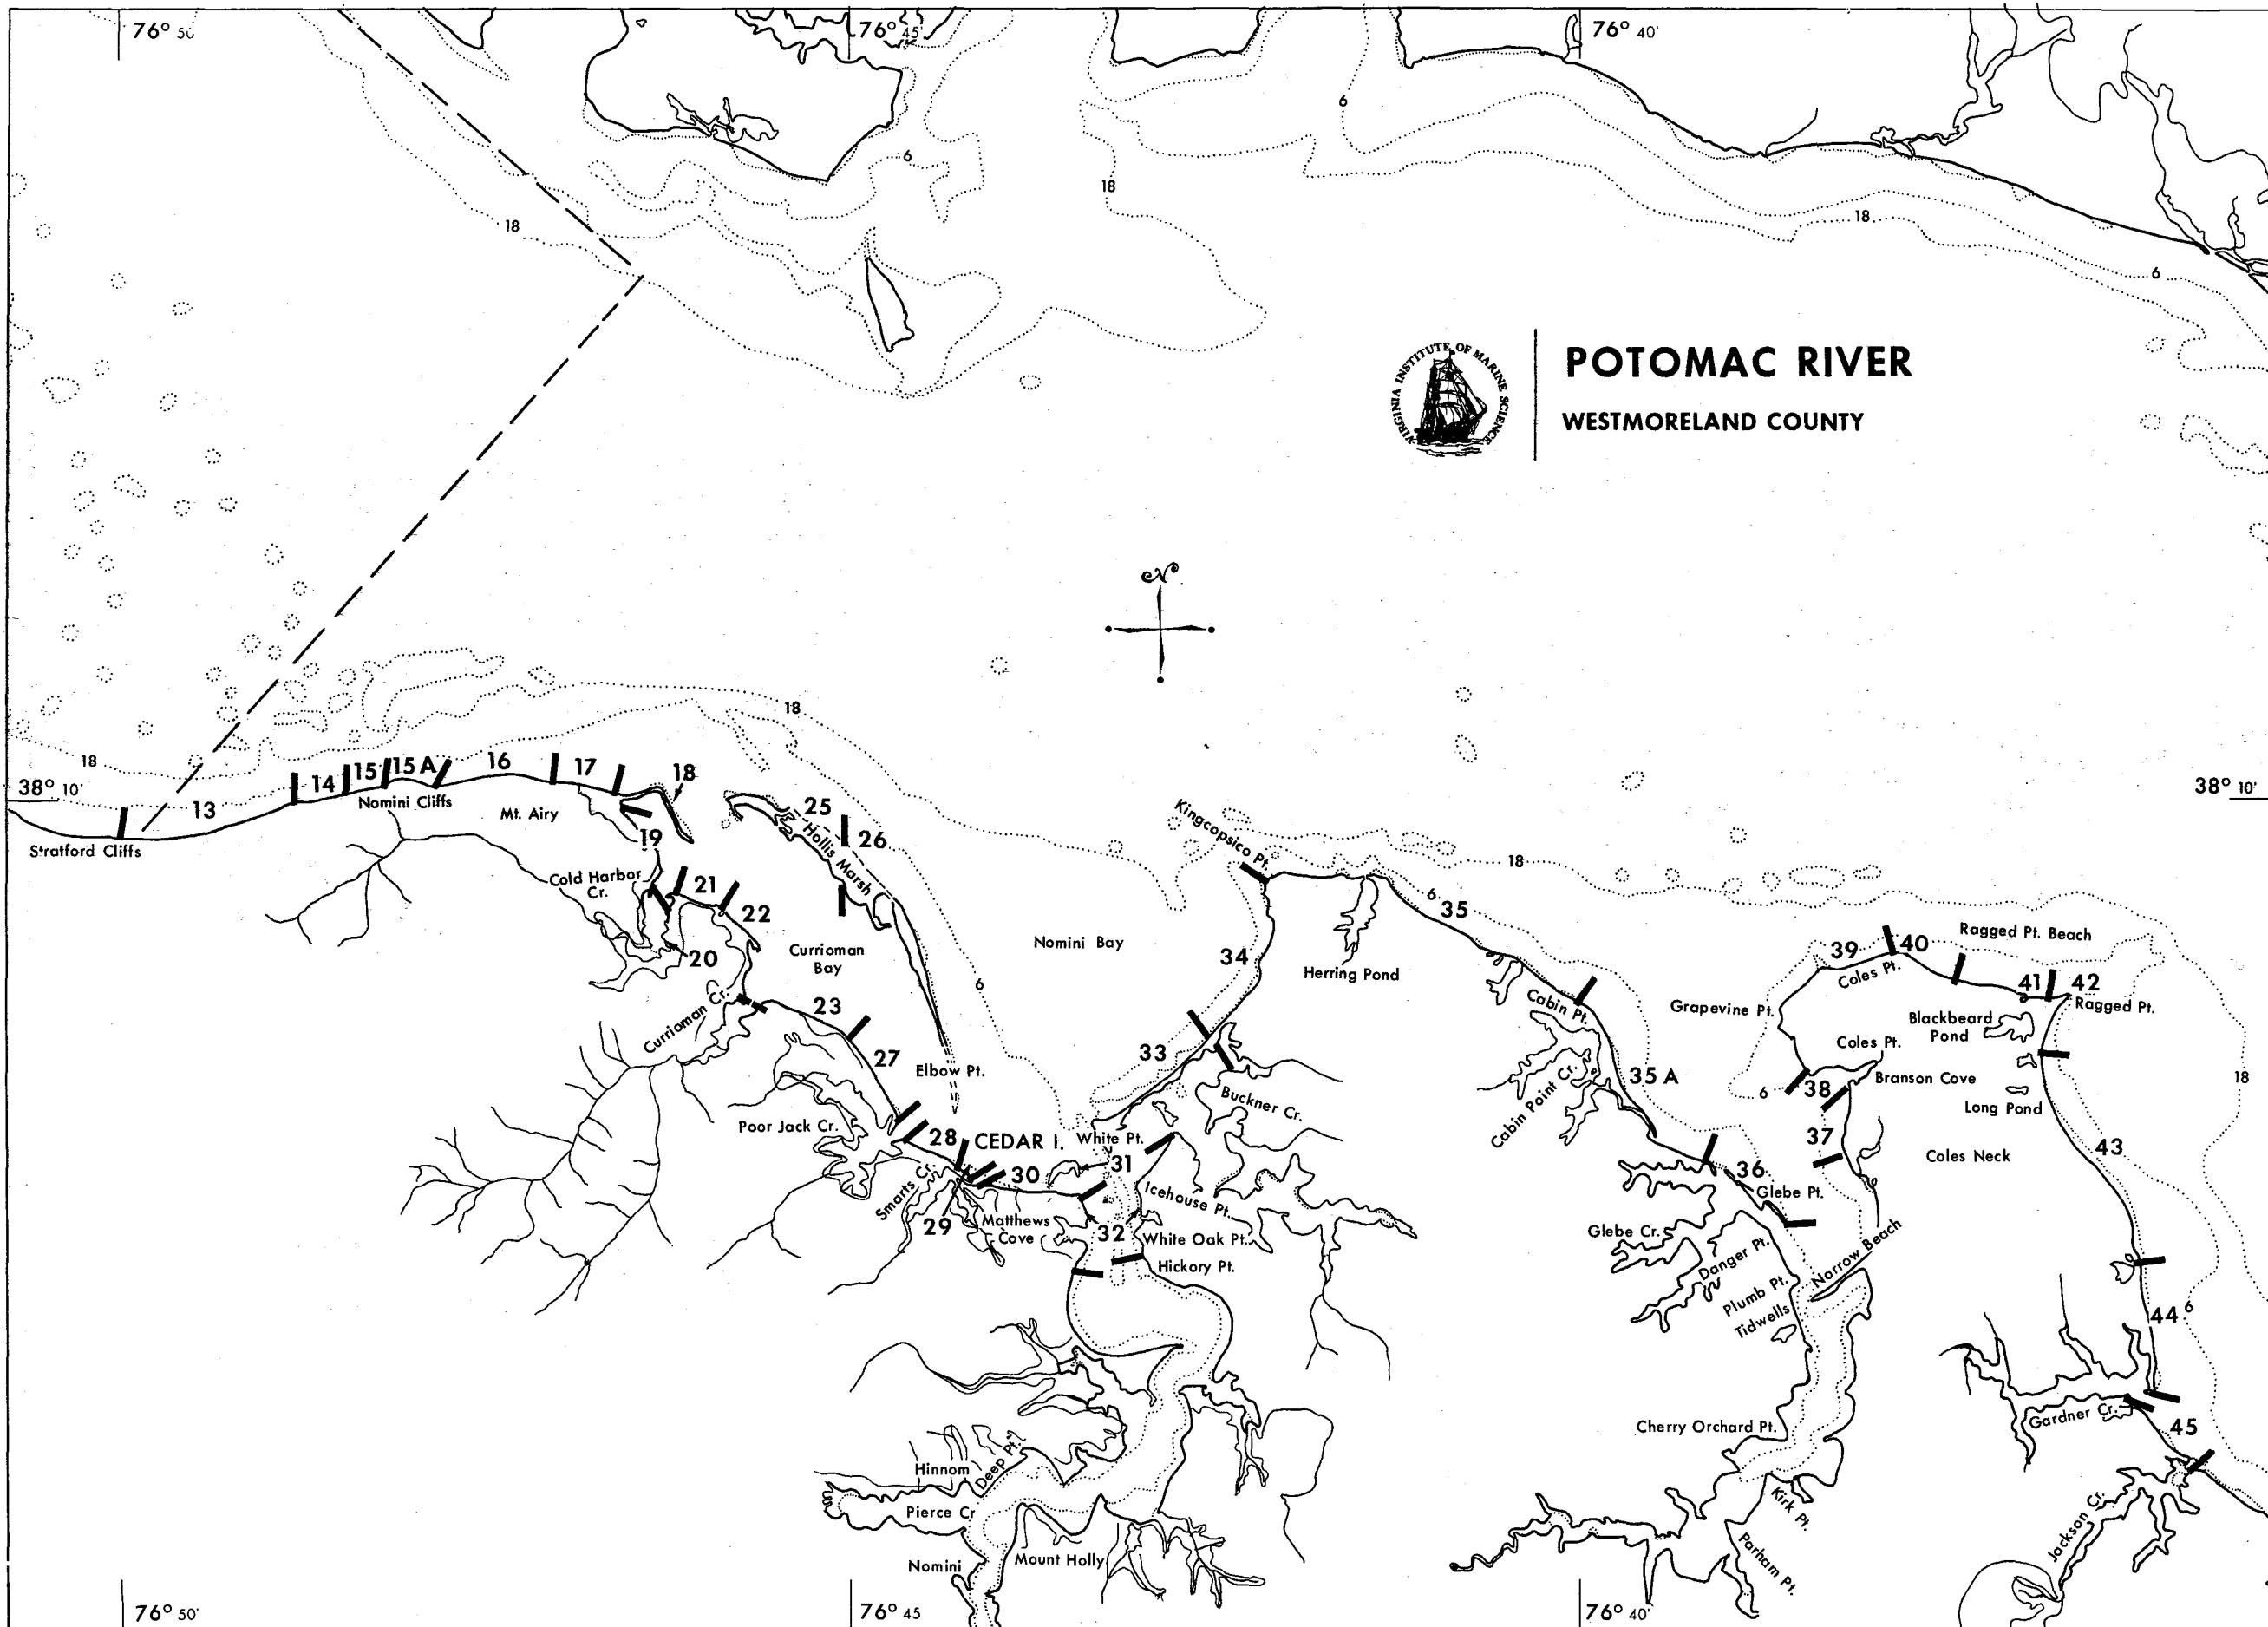 76° 50'
76° 45'
76° 40'
6
6
18
18
18
6
VIRGINIA INSTITUTE OF MARINE SCIENCE
POTOMAC RIVER
WESTMORELAND COUNTY
N
18
18
38° 10'
38° 10'
13
14
15
15 A
16
17
18
19
Nomini Cliffs
Mt. Airy
Stratford Cliffs
25
26
Hollis Marsh
Kingcopsico Pt.
18
Cold Harbor
Cr.
21
22
20
Currioman
Bay
Currioman Cr.
23
27
Nomini Bay
6
34
Herring Pond
6
35
Cabin Pt.
Cabin Point Cr.
35 A
Grapevine Pt.
39
40
Coles Pt.
Ragged Pt. Beach
41
42
Ragged Pt.
Blackbeard
Pond
Coles Pt.
Branson Cove
Long Pond
6
38
37
Coles Neck
18
43
33
Elbow Pt.
Buckner Cr.
Poor Jack Cr.
28
CEDAR I.
White Pt.
31
30
Smarts Cr.
29
Matthews
Cove
32
Icehouse Pt.
White Oak Pt.
Hickory Pt.
36
Glebe Pt.
Glebe Cr.
Danger Pt.
Plumb Pt.
Tidwells
Narrow Beach
44
6
Gardner Cr.
45
Cherry Orchard Pt.
Kirk Pt.
Parham Pt.
Jackson Cr.
Hinnom
Deep Pt.
Pierce Cr
Nomini
Mount Holly
76° 50'
76° 45
76° 40'